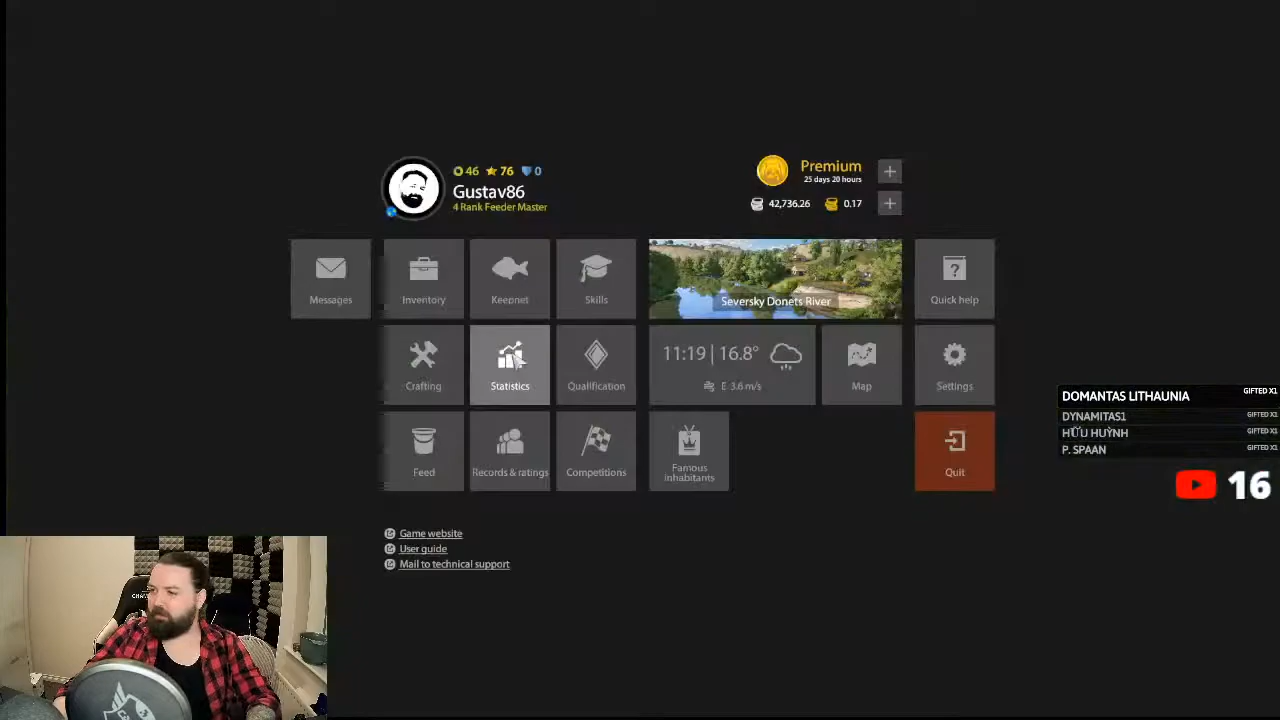 46 76 0
Gustav86
4 Rank Feeder Master
Premium
25 days 20 hours
42,736.26 0.17
Messages
Inventory
Keepnet
Skills
Seversky Donets River
Quick help
Crafting
Statistics
Qualification
11:19 | 16.8°
E 3.6 m/s
Map
Settings
Feed
Records & ratings
Competitions
Famous
inhabitants
Quit
Game website
User guide
Mail to technical support
DOMANTAS LITHAUNIA GIFTED X1
DYNAMITAS1 GIFTED X1
HỮU HUỲNH GIFTED X1
P. SPAAN GIFTED X1
16